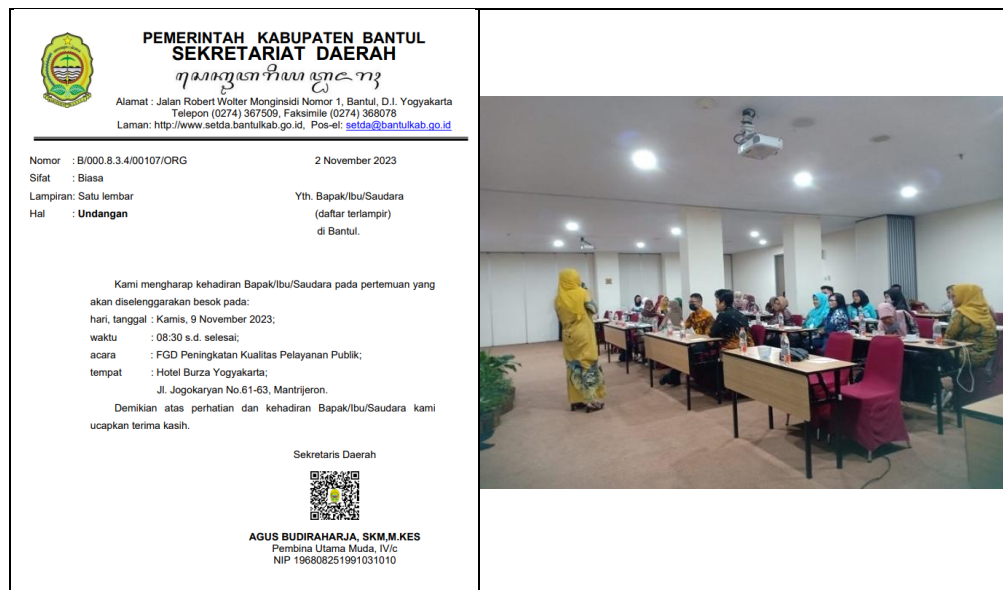 PEMERINTAH KABUPATEN BANTUL
SEKRETARIAT DAERAH
Alamat : Jalan Robert Wolter Monginsidi Nomor 1, Bantul, D.I. Yogyakarta
Telepon (0274) 367509, Faksimile (0274) 368078
Laman: http://www.setda.bantulkab.go.id, Pos-el: setda@bantulkab.go.id
Nomor : B/000.8.3.4/00107/ORG 2 November 2023
Sifat : Biasa
Lampiran: Satu lembar Yth. Bapak/Ibu/Saudara
Hal : Undangan (daftar terlampir)
di Bantul.
Kami mengharap kehadiran Bapak/Ibu/Saudara pada pertemuan yang
akan diselenggarakan besok pada:
hari, tanggal : Kamis, 9 November 2023;
waktu : 08:30 s.d. selesai;
acara : FGD Peningkatan Kualitas Pelayanan Publik;
tempat : Hotel Burza Yogyakarta;
Jl. Jogokaryan No.61-63, Mantrijeron.
Demikian atas perhatian dan kehadiran Bapak/Ibu/Saudara kami
ucapkan terima kasih.
Sekretaris Daerah
AGUS BUDIRAHARJA, SKM,M.KES
Pembina Utama Muda, IV/c
NIP 196808251991031010